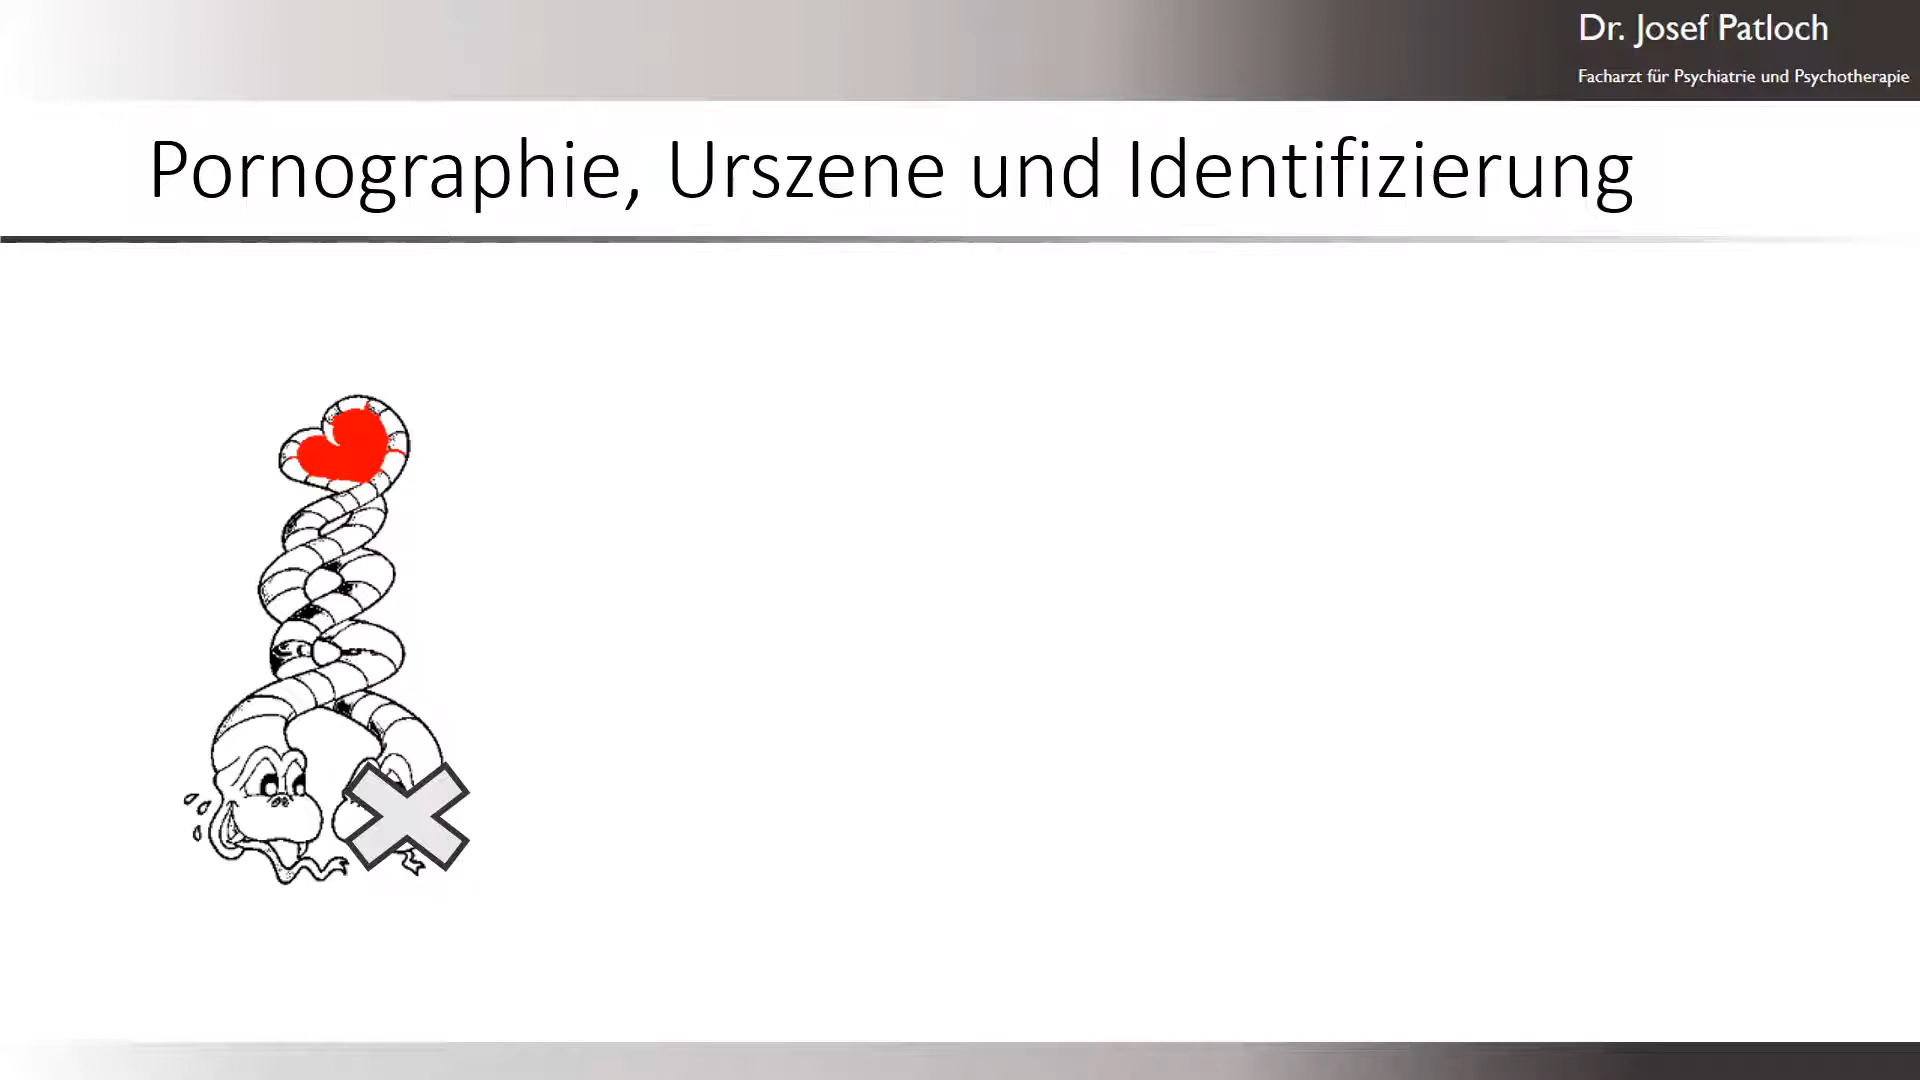 Dr. Josef Patloch
Facharzt für Psychiatrie und Psychotherapie
Pornographie, Urszene und Identifizierung